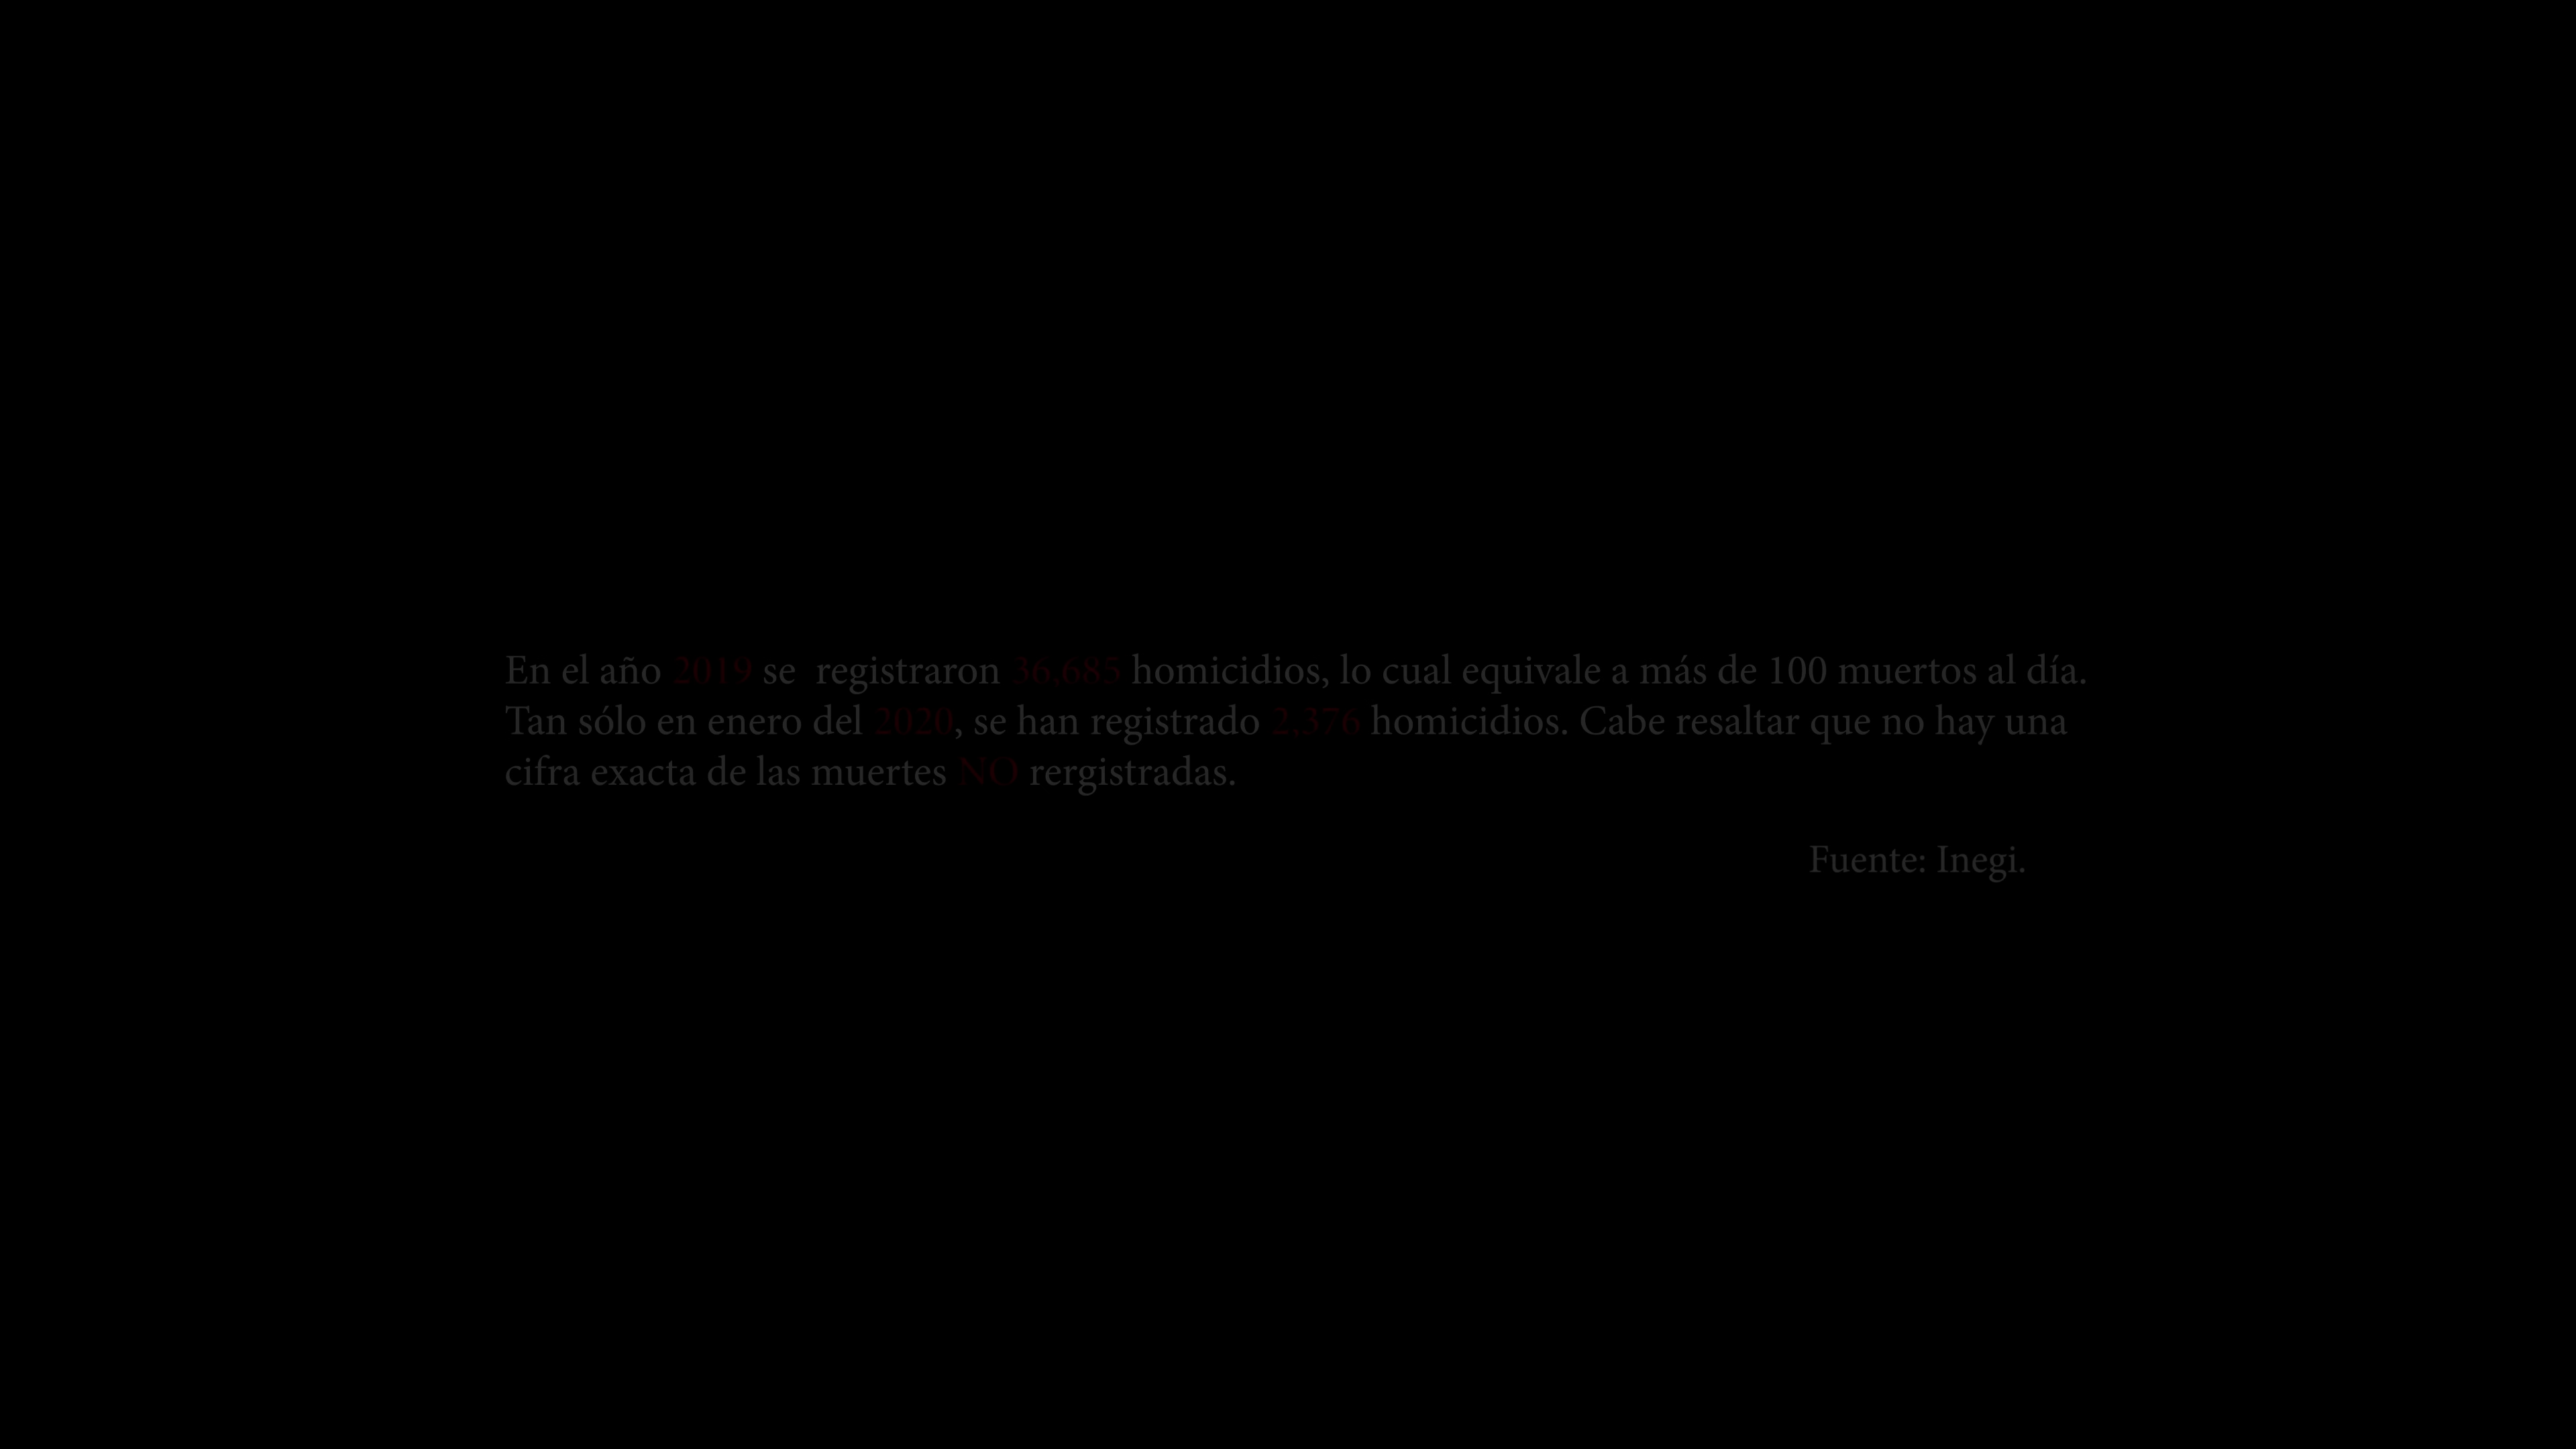 En el año 2019 se  registraron 36,685 homicidios, lo cual equivale a más de 100 muertos al día.
Tan sólo en enero del 2020, se han registrado 2,376 homicidios. Cabe resaltar que no hay una
cifra exacta de las muertes NO rergistradas.
Fuente: Inegi.